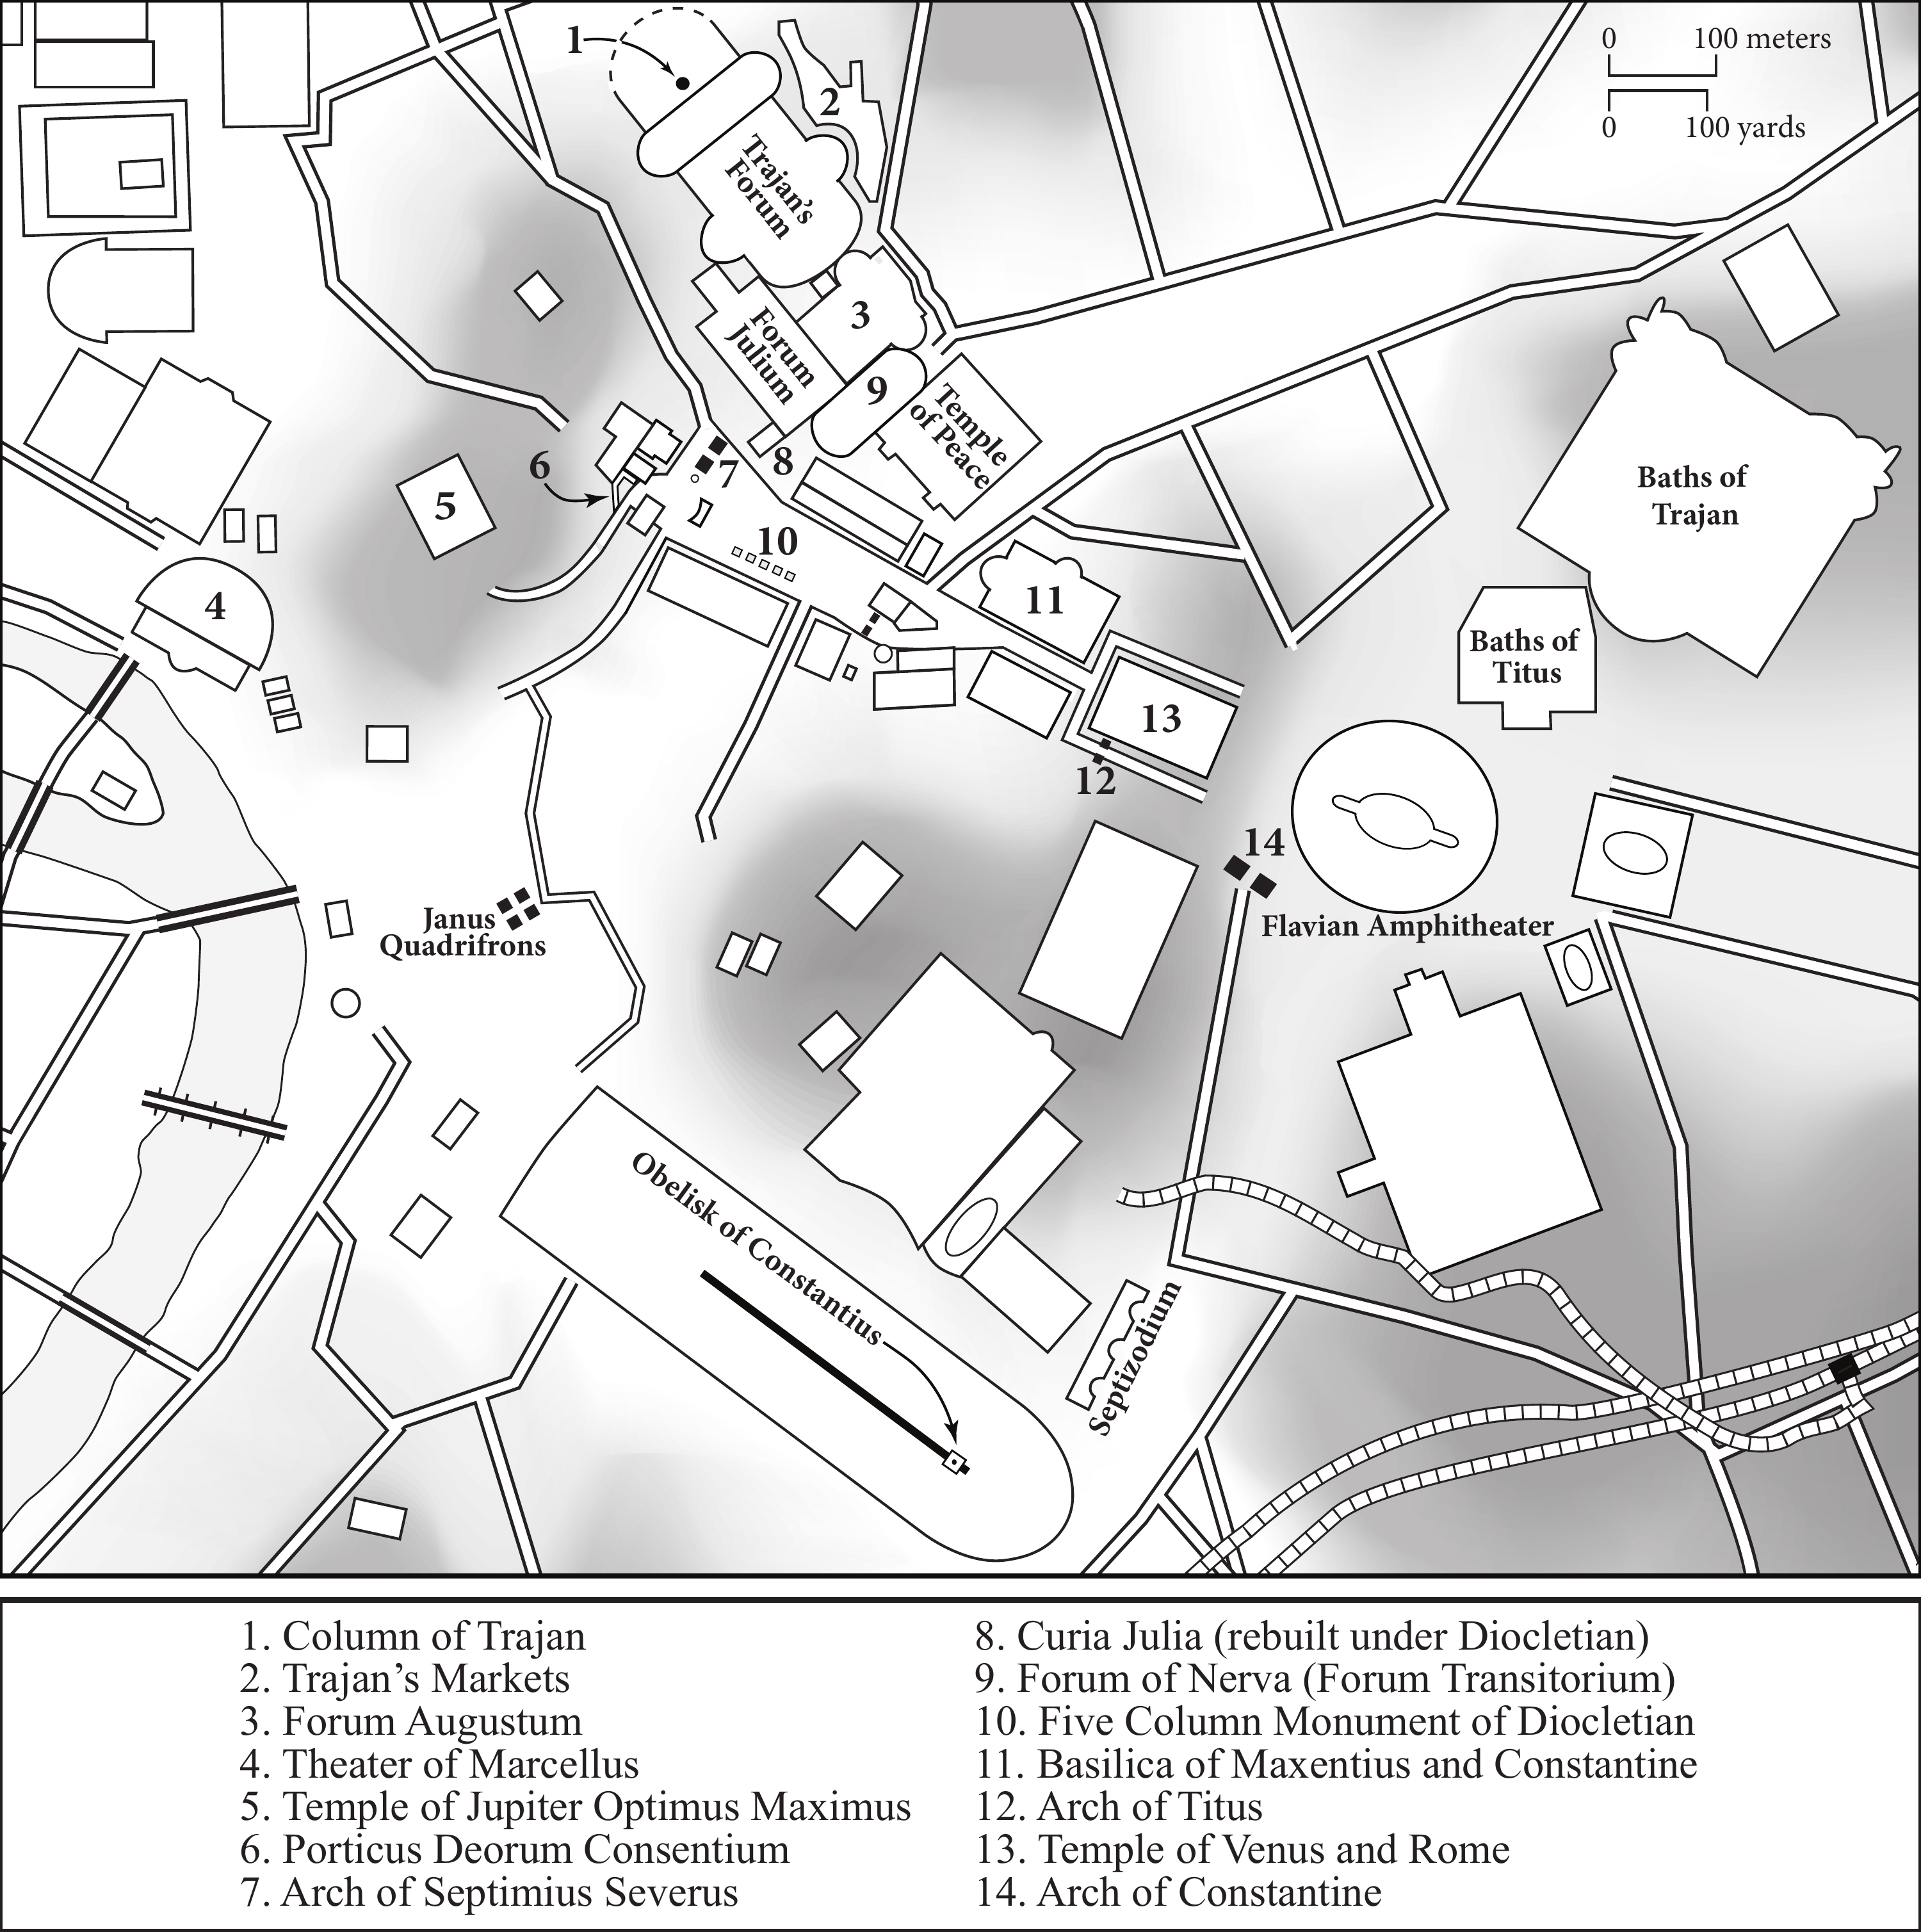 1
2
0 100 meters
0 100 yards
Trajan's
Forum
3
Forum
Julium
9
Temple
of Peace
6
7
8
5
10
4
11
Baths of
Trajan
Baths of
Titus
13
12
14
Flavian Amphitheater
Janus
Quadrifrons
Obelisk of Constantius
Septizodium
1. Column of Trajan
2. Trajan's Markets
3. Forum Augustum
4. Theater of Marcellus
5. Temple of Jupiter Optimus Maximus
6. Porticus Deorum Consentium
7. Arch of Septimius Severus
8. Curia Julia (rebuilt under Diocletian)
9. Forum of Nerva (Forum Transitorium)
10. Five Column Monument of Diocletian
11. Basilica of Maxentius and Constantine
12. Arch of Titus
13. Temple of Venus and Rome
14. Arch of Constantine